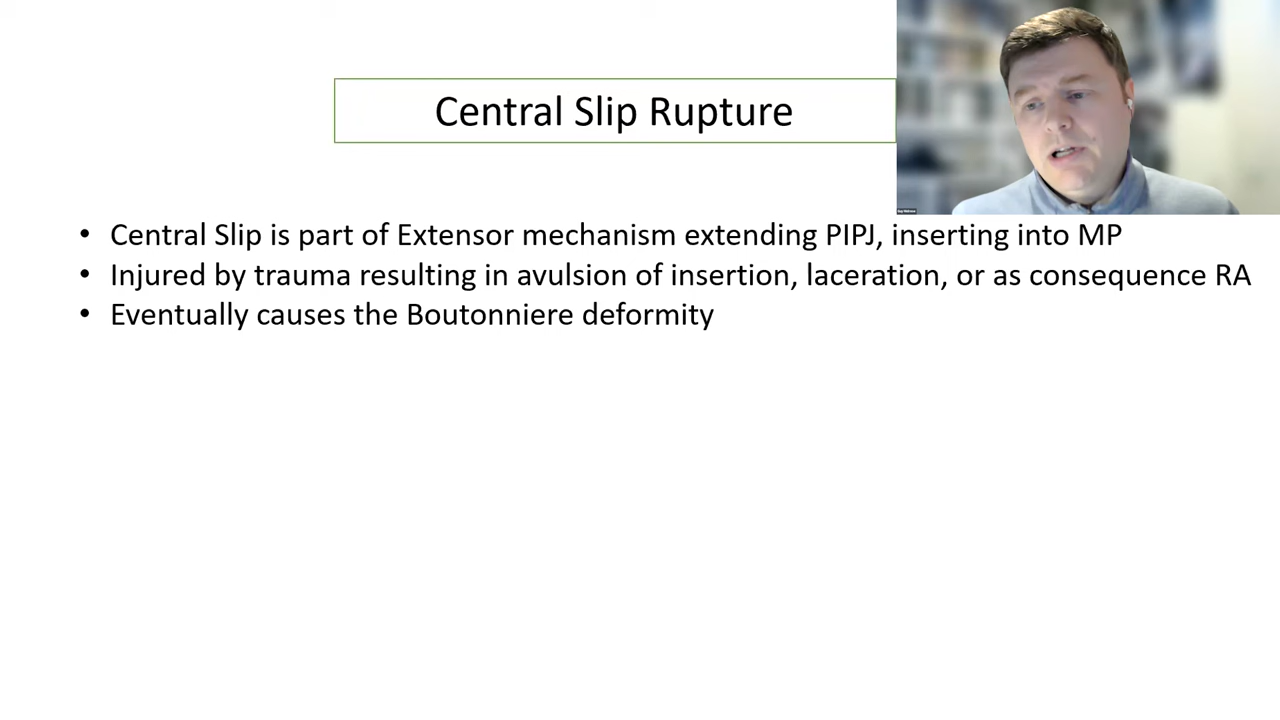 Central Slip Rupture
• Central Slip is part of Extensor mechanism extending PIPJ, inserting into MP
• Injured by trauma resulting in avulsion of insertion, laceration, or as consequence RA
• Eventually causes the Boutonniere deformity